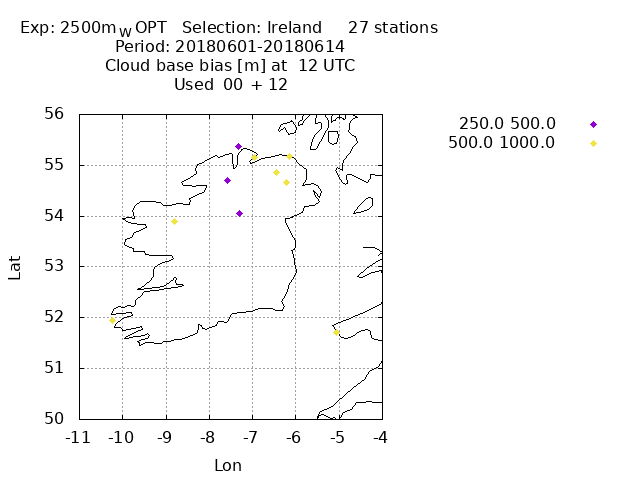 Exp: 2500m_W OPT Selection: Ireland 27 stations
Period: 20180601-20180614
Cloud base bias [m] at 12 UTC
Used 00 + 12
250.0 500.0
500.0 1000.0
56
55
54
53
52
51
50
Lat
-11 -10 -9 -8 -7 -6 -5 -4
Lon